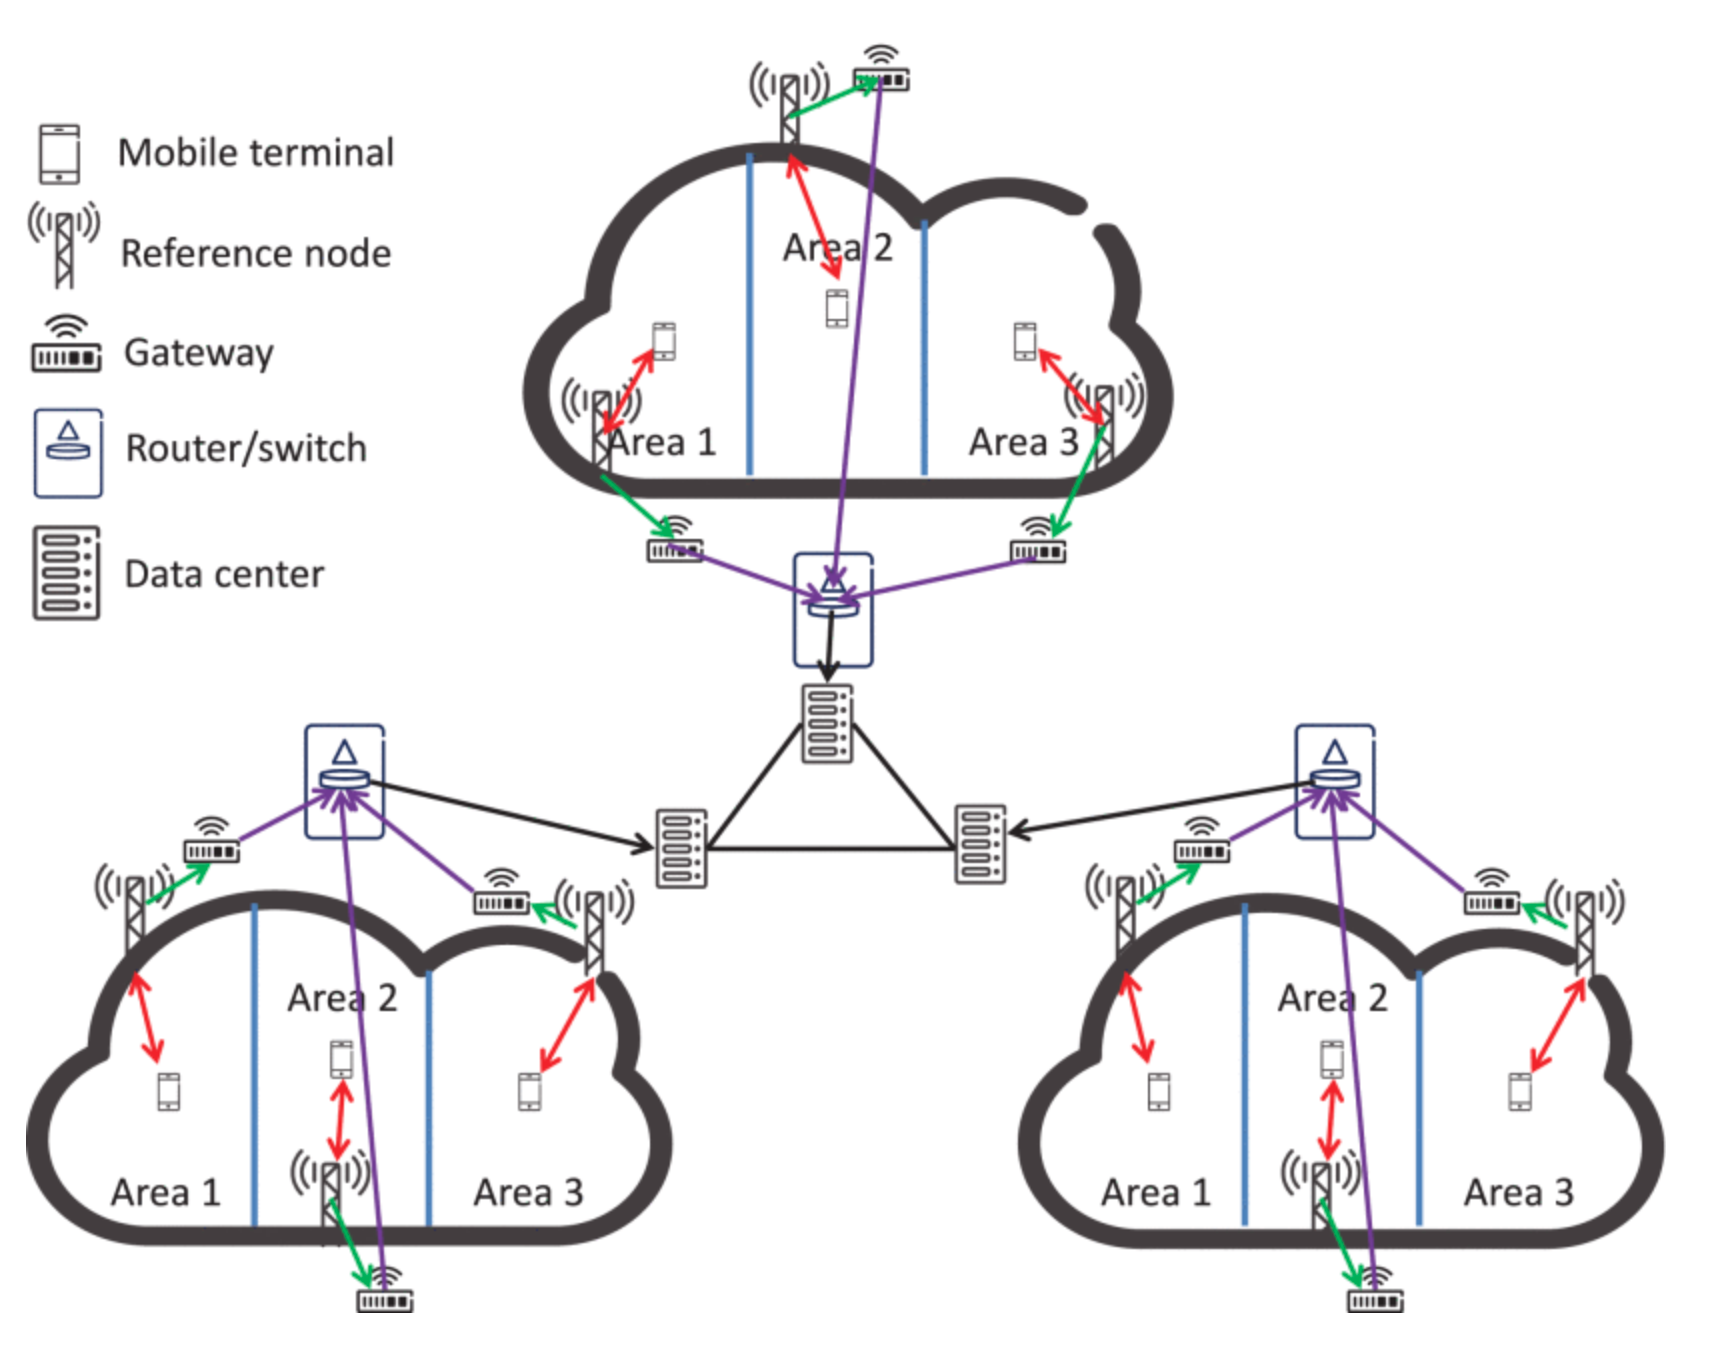 Mobile terminal
Reference node
Gateway
Router/switch
Data center
Area 2
Area 1
Area 3
Area 2
Area 1
Area 3
Area 2
Area 1
Area 3